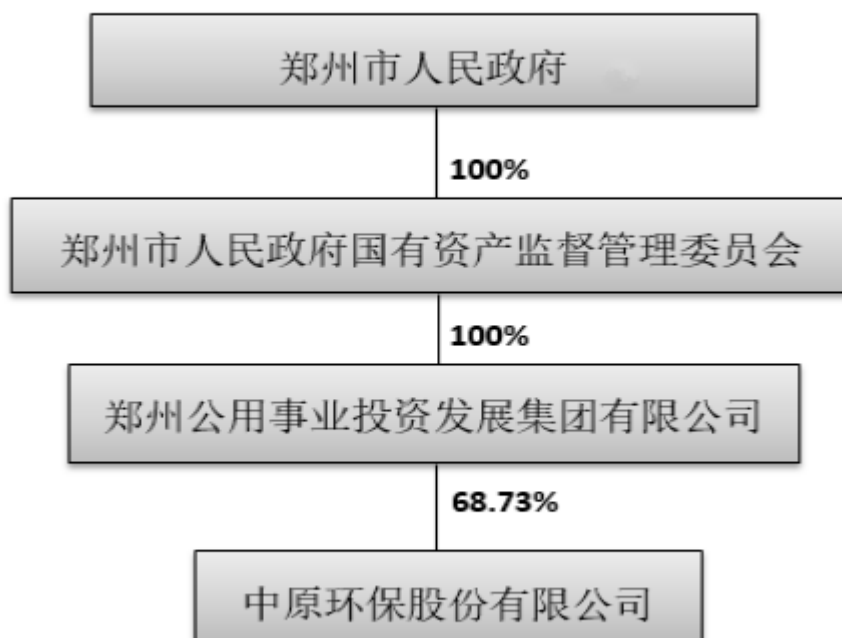 郑州市人民政府
100%
郑州市人民政府国有资产监督管理委员会
100%
郑州公用事业投资发展集团有限公司
68.73%
中原环保股份有限公司